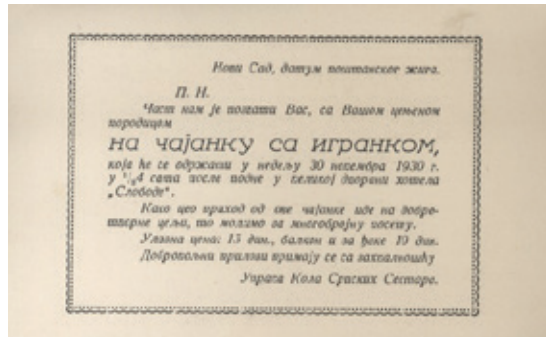 Нови Сад, датум поштанског жига.
П. Н.
Част нам је позвати Вас, са Вашом цењеном
породицом
на чајанку са игранком,
која ће се одржати у недељу 30 новембра 1930 г.
у ½4 сата после подне у великој дворани хотела
„Слобода“.
Како цео приход од ове чајанке иде на добро-
творне цељи, то молимо за многобројну посету.
Улазна цена: 15 дин., балкон и за ђаке 10 дин.
Добровољни прилози примају се са захвалношћу
Управа Кола Српских Сестара.